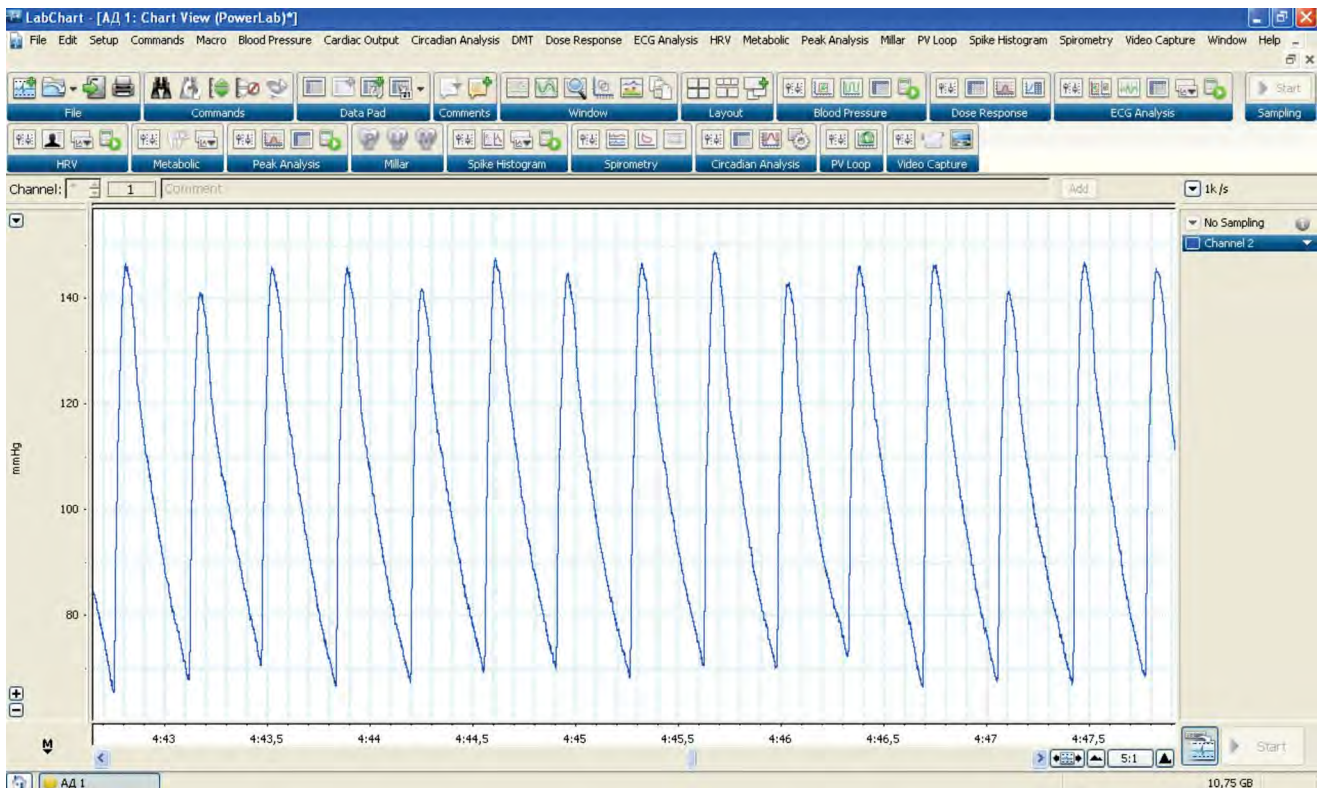 LabChart - [АД 1: Chart View (PowerLab)*]
File Edit Setup Commands Macro Blood Pressure Cardiac Output Circadian Analysis DMT Dose Response ECG Analysis HRV Metabolic Peak Analysis Millar PV Loop Spike Histogram Spirometry Video Capture Window Help
File Commands Data Pad Comments Window Layout Blood Pressure Dose Response ECG Analysis Start Sampling
HRV Metabolic Peak Analysis Millar Spike Histogram Spirometry Circadian Analysis PV Loop Video Capture
Channel: * 1 Comment Add 1k /s
No Sampling
Channel 2
140
120
mmHg
100
80
M 4:43 4:43,5 4:44 4:44,5 4:45 4:45,5 4:46 4:46,5 4:47 4:47,5
5:1 Start
АД 1 10,75 GB